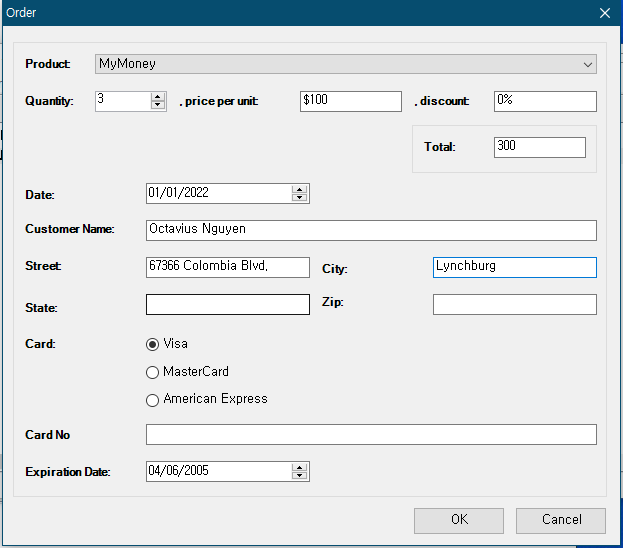 Order
Product: MyMoney
Quantity: 3 , price per unit: $100 , discount: 0%
Total: 300
Date: 01/01/2022
Customer Name: Octavius Nguyen
Street: 67366 Colombia Blvd, City: Lynchburg
State: Zip:
Card: Visa
MasterCard
American Express
Card No
Expiration Date: 04/06/2005
OK Cancel